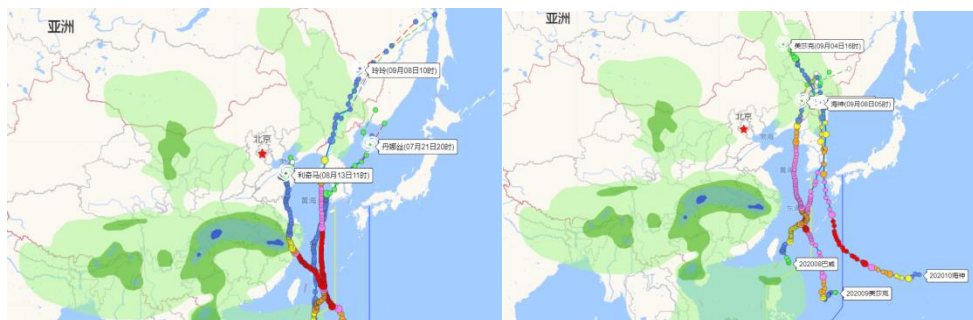 亚洲
玲玲(09月08日10时)
北京
丹娜丝(07月21日20时)
利奇马(08月13日11时)
黄海
亚洲
美莎克(09月04日16时)
海神(09月08日05时)
北京
渤海
黄海
东海
202008巴威
202010海神
202009美莎克